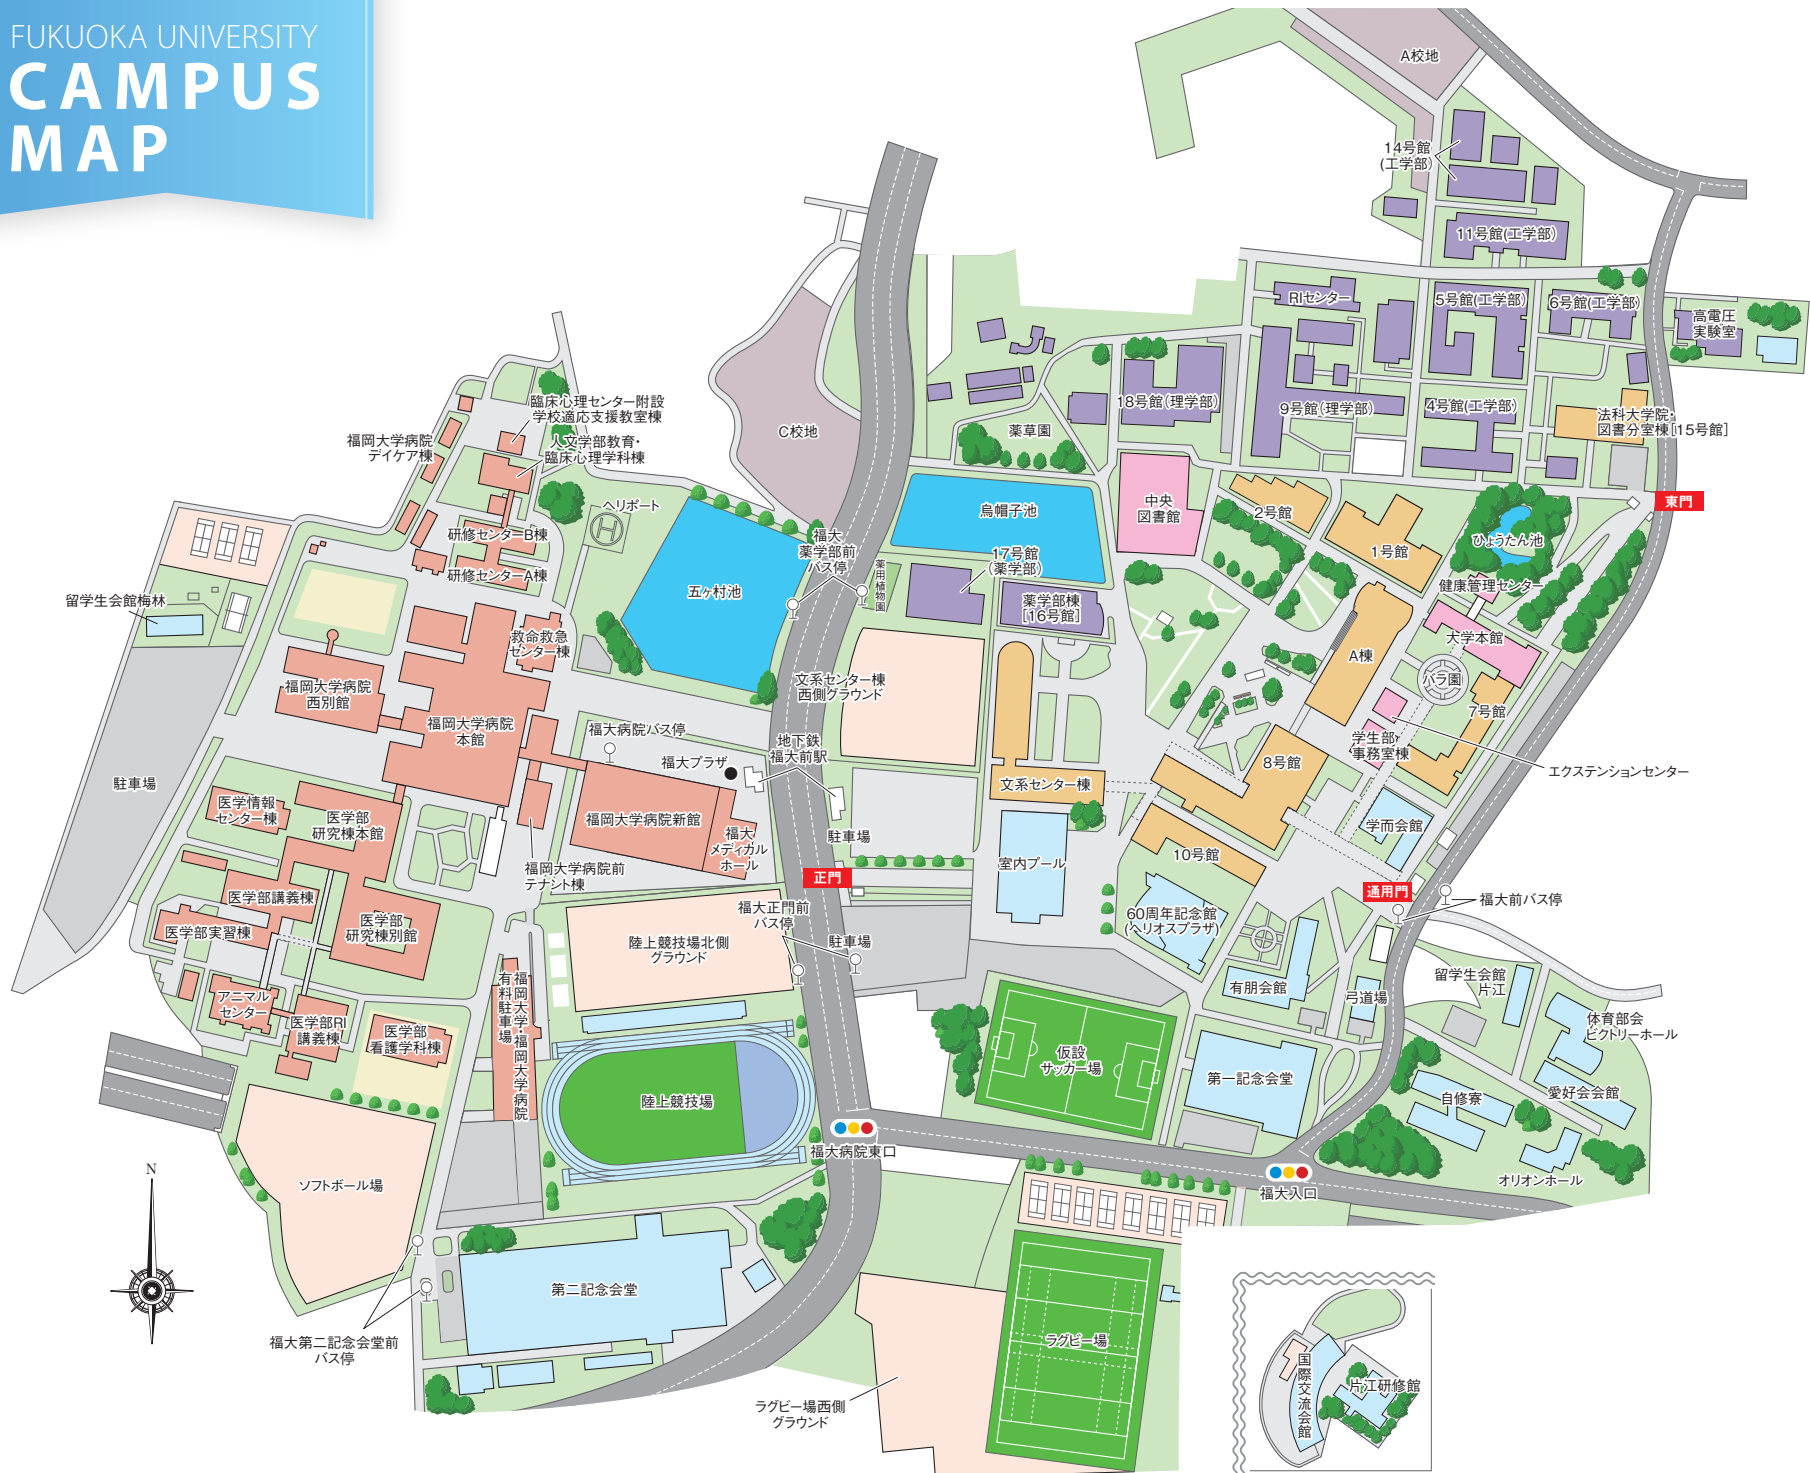 FUKUOKA UNIVERSITY
CAMPUS
MAP
A校地
14号館
(工学部)
11号館(工学部)
RIセンター
5号館(工学部)
6号館(工学部)
高電圧
実験室
18号館(理学部)
9号館(理学部)
4号館(工学部)
法科大学院・
図書分室棟[15号館]
薬草園
C校地
臨床心理センター附設
学校適応支援教室棟
人文学部教育・
臨床心理学科棟
福岡大学病院
デイケア棟
ヘリポート
研修センターB棟
研修センターA棟
五ヶ村池
福大
薬学部前
バス停
薬用植物園
烏帽子池
17号館
(薬学部)
薬学部棟
[16号館]
中央
図書館
2号館
1号館
ひょうたん池
東門
健康管理センター
大学本館
A棟
バラ園
7号館
学生部
事務室棟
エクステンションセンター
8号館
留学生会館梅林
救命救急
センター棟
福岡大学病院
西別館
福岡大学病院
本館
福大病院バス停
福大プラザ
地下鉄
福大前駅
文系センター棟
西側グラウンド
文系センター棟
駐車場
医学情報
センター棟
医学部
研究棟本館
福岡大学病院新館
福大
メディカル
ホール
福岡大学病院前
テナント棟
駐車場
正門
室内プール
10号館
学而会館
通用門
福大前バス停
医学部講義棟
医学部実習棟
医学部
研究棟別館
陸上競技場北側
グラウンド
福大正門前
バス停
駐車場
60周年記念館
(ヘリオスプラザ)
有朋会館
弓道場
留学生会館
片江
体育部会
ビクトリーホール
アニマル
センター
医学部RI
講義棟
医学部
看護学科棟
福岡大学・福岡大学病院
有料駐車場
陸上競技場
仮設
サッカー場
第一記念会堂
自修寮
愛好会会館
オリオンホール
福大病院東口
福大入口
N
ソフトボール場
第二記念会堂
福大第二記念会堂前
バス停
ラグビー場
ラグビー場西側
グラウンド
国際交流会館
片江研修館